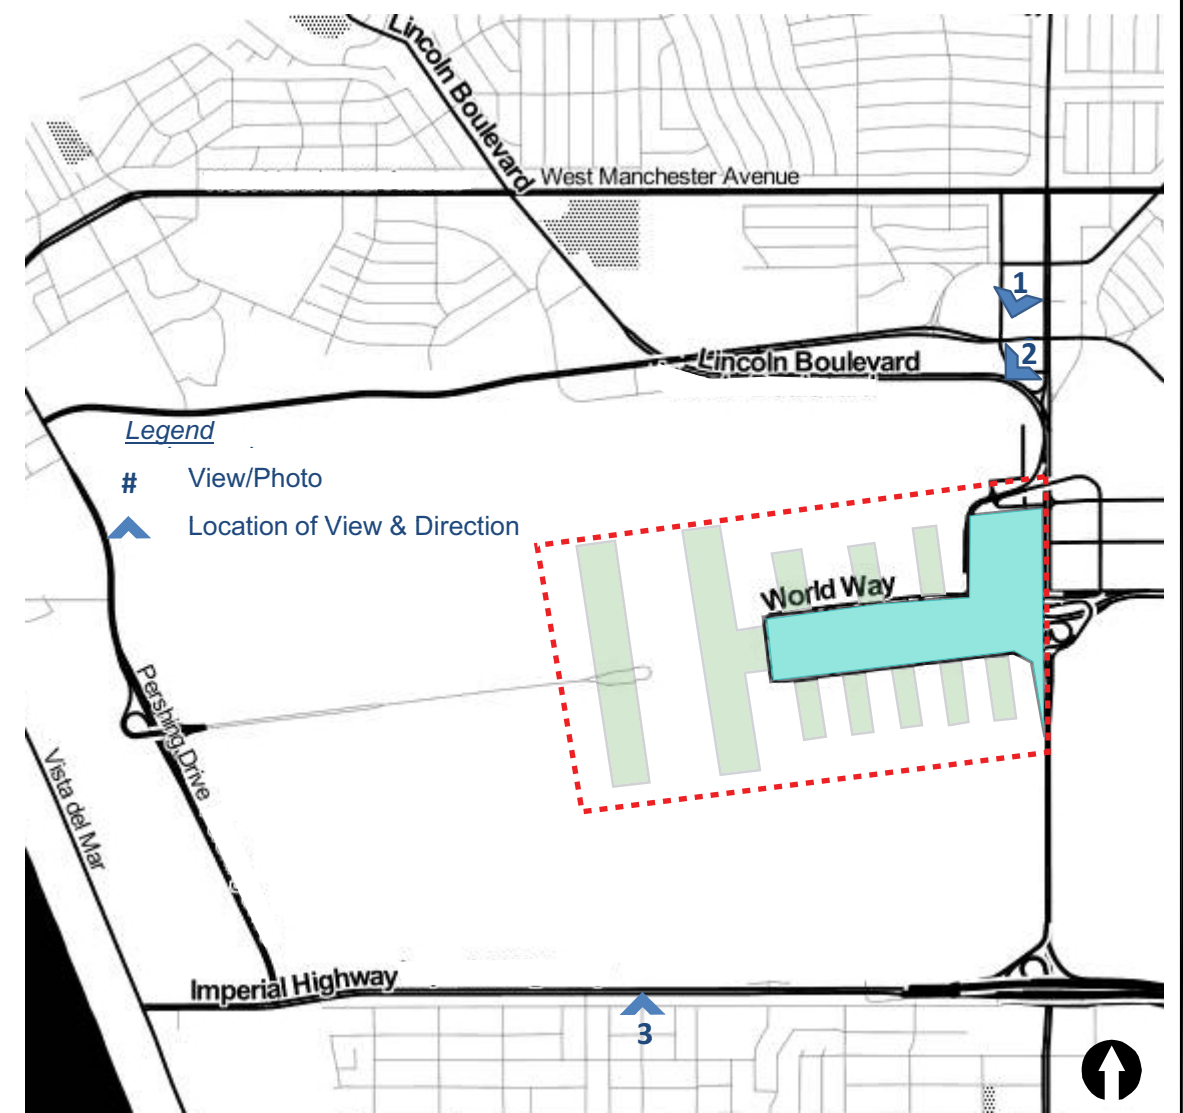 Lincoln Boulevard
West Manchester Avenue
1
2
Lincoln Boulevard
Legend
# View/Photo
Location of View & Direction
World Way
Pershing Drive
Vista del Mar
Imperial Highway
3